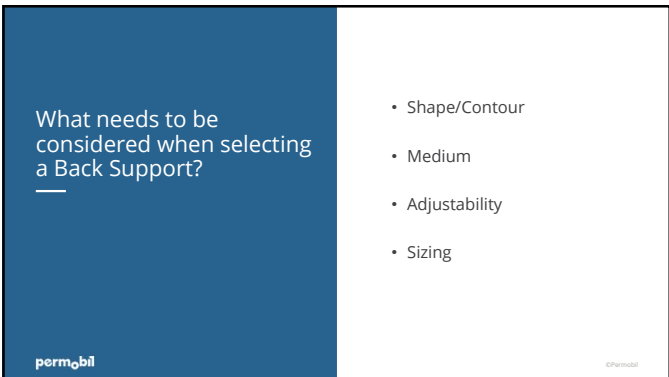 What needs to be
considered when selecting
a Back Support?
• Shape/Contour
• Medium
• Adjustability
• Sizing
permobil
©Permobil